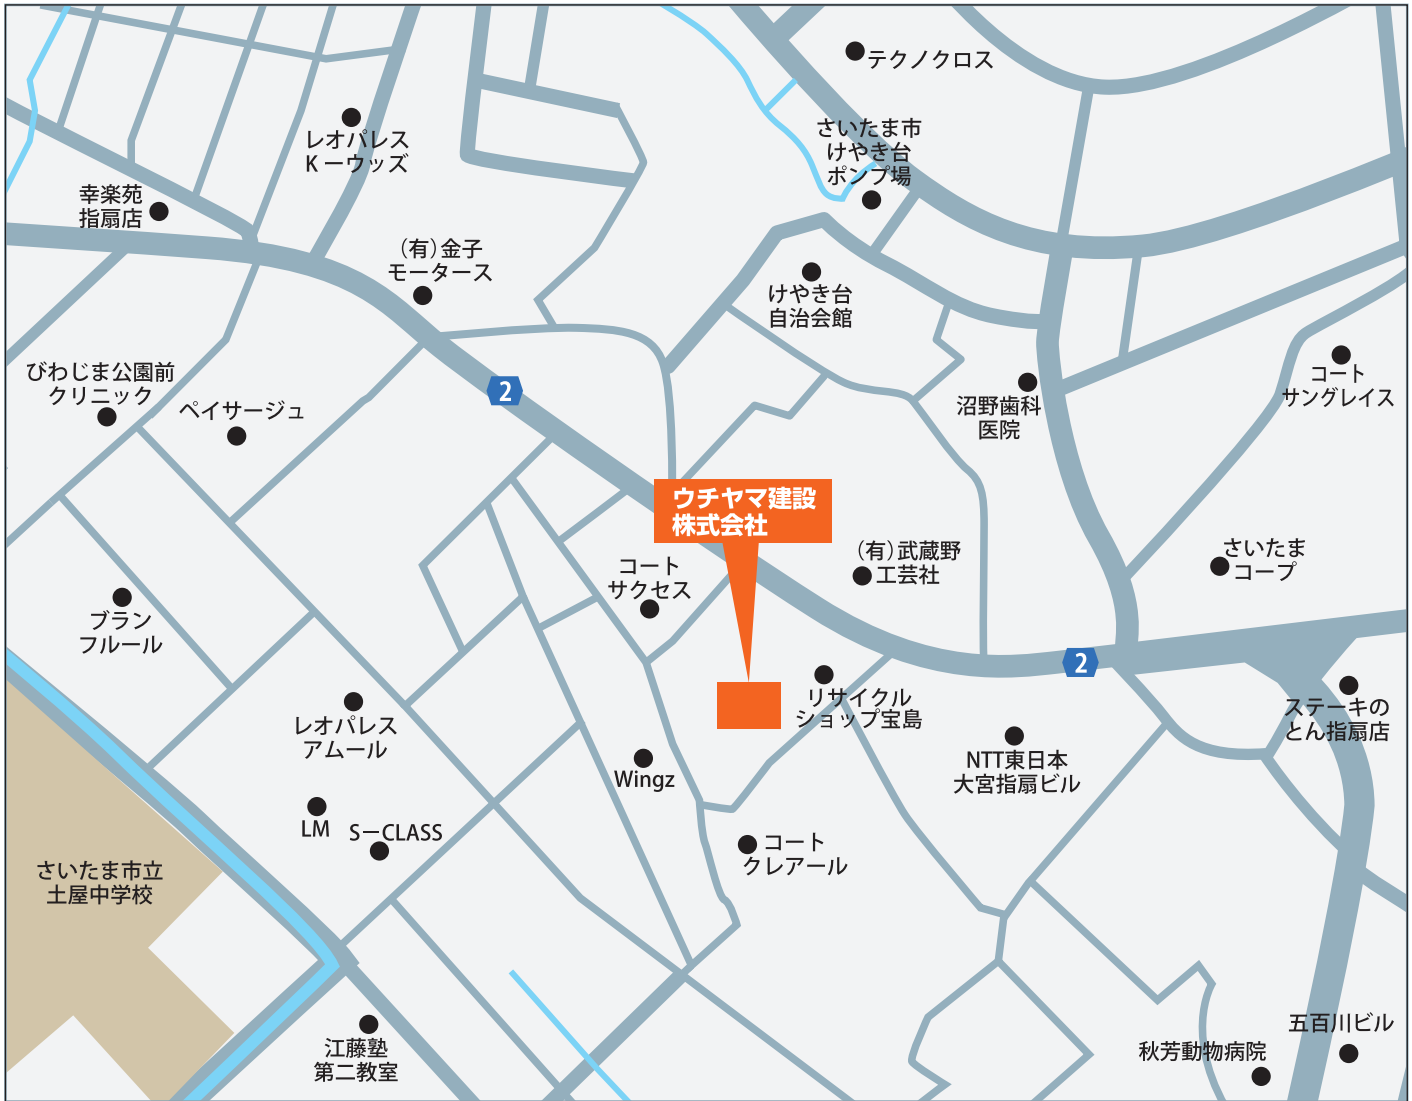 テクノクロス
レオパレス
Kーウッズ
さいたま市
けやき台
ポンプ場
幸楽苑
指扇店
(有)金子
モータース
けやき台
自治会館
びわじま公園前
クリニック
ペイサージュ
2
沼野歯科
医院
コート
サングレイス
ウチヤマ建設
株式会社
コート
サクセス
(有)武蔵野
工芸社
さいたま
コープ
ブラン
フルール
2
リサイクル
ショップ宝島
レオパレス
アムール
ステーキの
とん指扇店
NTT東日本
大宮指扇ビル
Wingz
LM
SーCLASS
コート
クレアール
さいたま市立
土屋中学校
江藤塾
第二教室
五百川ビル
秋芳動物病院